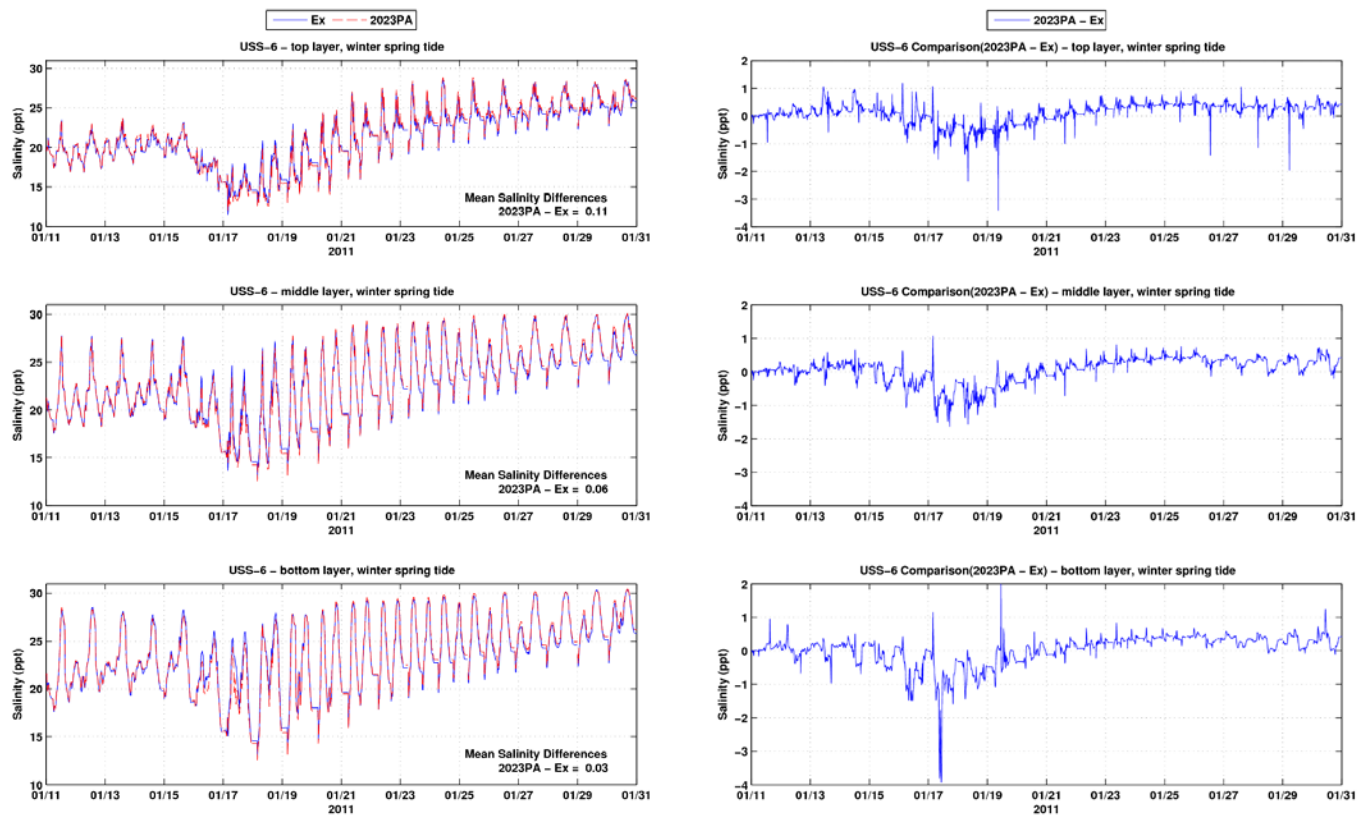 Ex 2023PA
USS-6 - top layer, winter spring tide
30
25
20
15
10
Salinity (ppt)
Mean Salinity Differences
2023PA - Ex = 0.11
01/11 01/13 01/15 01/17 01/19 01/21 01/23 01/25 01/27 01/29 01/31
2011
2023PA - Ex
USS-6 Comparison(2023PA - Ex) - top layer, winter spring tide
2
1
0
-1
-2
-3
-4
Salinity (ppt)
01/11 01/13 01/15 01/17 01/19 01/21 01/23 01/25 01/27 01/29 01/31
2011
USS-6 - middle layer, winter spring tide
30
25
20
15
10
Salinity (ppt)
Mean Salinity Differences
2023PA - Ex = 0.06
01/11 01/13 01/15 01/17 01/19 01/21 01/23 01/25 01/27 01/29 01/31
2011
USS-6 Comparison(2023PA - Ex) - middle layer, winter spring tide
2
1
0
-1
-2
-3
-4
Salinity (ppt)
01/11 01/13 01/15 01/17 01/19 01/21 01/23 01/25 01/27 01/29 01/31
2011
USS-6 - bottom layer, winter spring tide
30
25
20
15
10
Salinity (ppt)
Mean Salinity Differences
2023PA - Ex = 0.03
01/11 01/13 01/15 01/17 01/19 01/21 01/23 01/25 01/27 01/29 01/31
2011
USS-6 Comparison(2023PA - Ex) - bottom layer, winter spring tide
2
1
0
-1
-2
-3
-4
Salinity (ppt)
01/11 01/13 01/15 01/17 01/19 01/21 01/23 01/25 01/27 01/29 01/31
2011